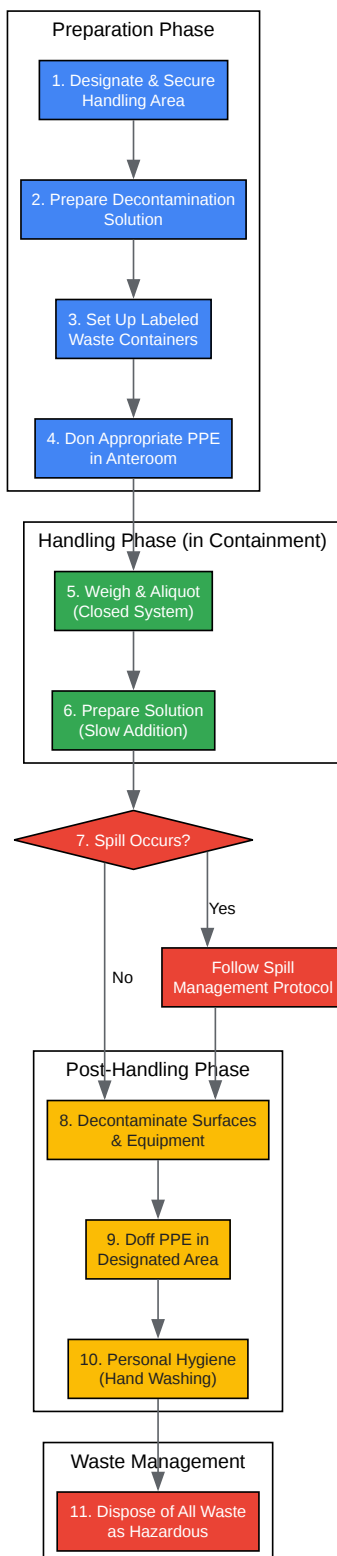 Preparation Phase
1. Designate & Secure
Handling Area
2. Prepare Decontamination
Solution
3. Set Up Labeled
Waste Containers
4. Don Appropriate PPE
in Anteroom
Handling Phase (in Containment)
5. Weigh & Aliquot
(Closed System)
6. Prepare Solution
(Slow Addition)
7. Spill Occurs?
Yes
Follow Spill
Management Protocol
No
Post-Handling Phase
8. Decontaminate Surfaces
& Equipment
9. Doff PPE in
Designated Area
10. Personal Hygiene
(Hand Washing)
Waste Management
11. Dispose of All Waste
as Hazardous